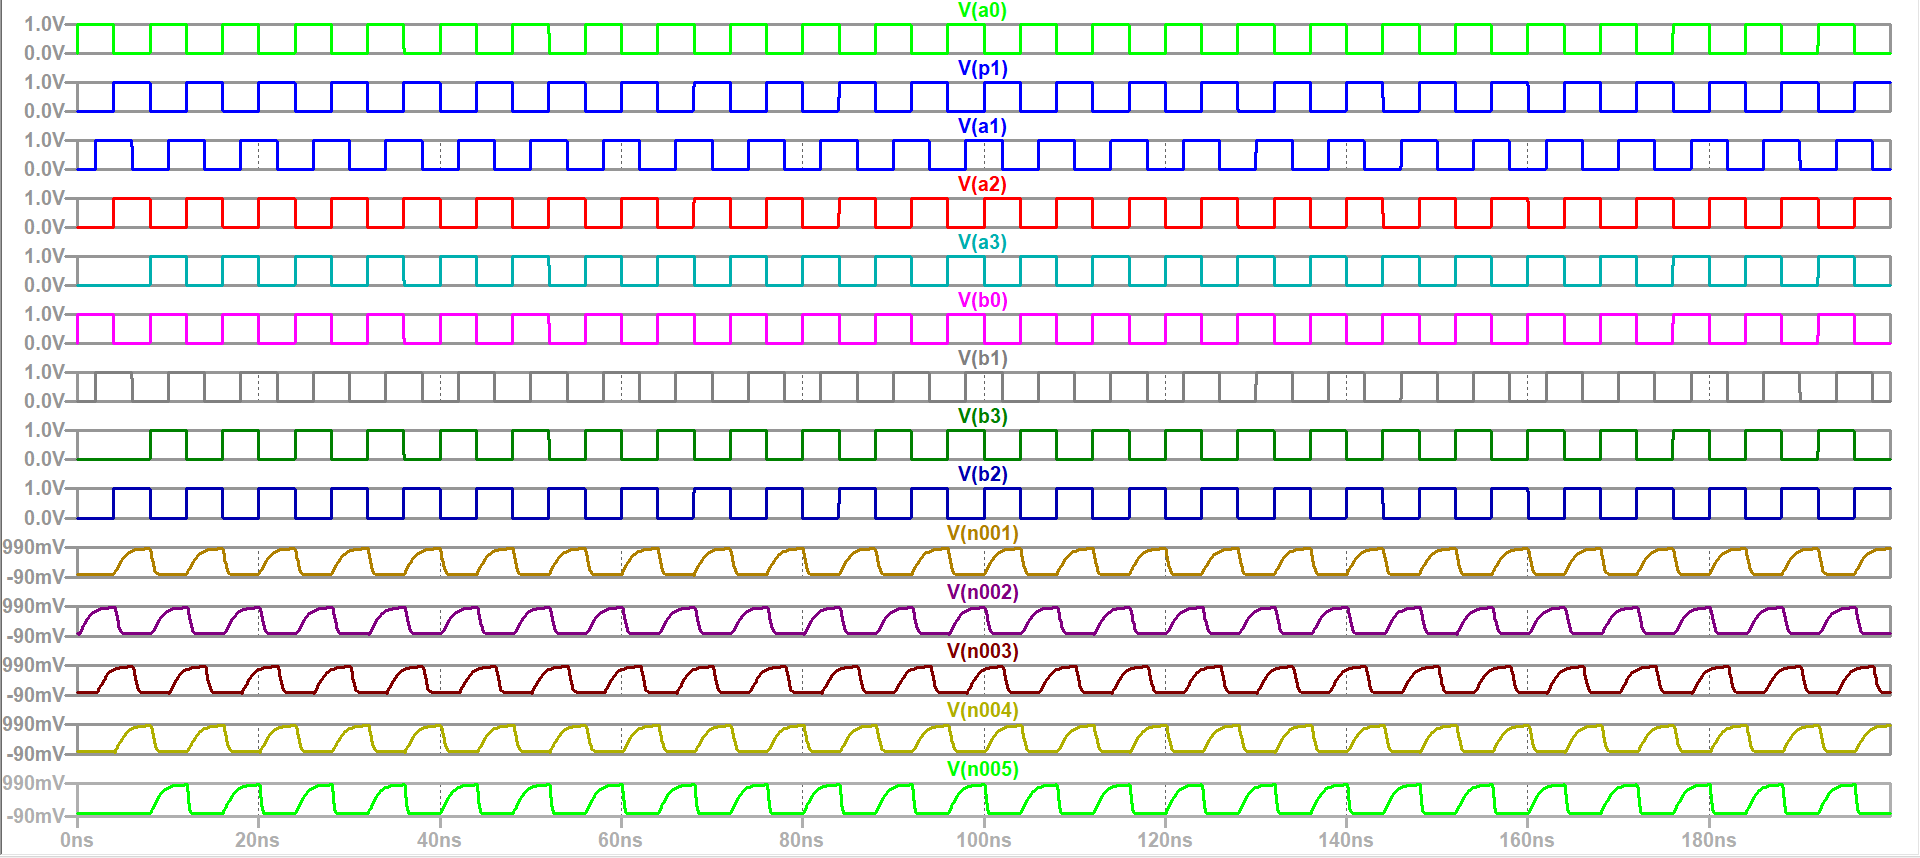 V(a0)
1.0V
0.0V
V(p1)
1.0V
0.0V
V(a1)
1.0V
0.0V
V(a2)
1.0V
0.0V
V(a3)
1.0V
0.0V
V(b0)
1.0V
0.0V
V(b1)
1.0V
0.0V
V(b3)
1.0V
0.0V
V(b2)
1.0V
0.0V
V(n001)
990mV
-90mV
V(n002)
990mV
-90mV
V(n003)
990mV
-90mV
V(n004)
990mV
-90mV
V(n005)
990mV
-90mV
0ns 20ns 40ns 60ns 80ns 100ns 120ns 140ns 160ns 180ns